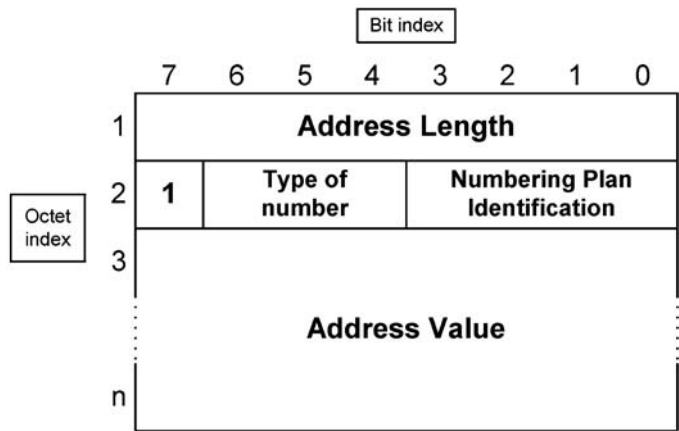 Bit index
7 6 5 4 3 2 1 0
1 Address Length
2 1 Type of number Numbering Plan Identification
Octet index
3
Address Value
n